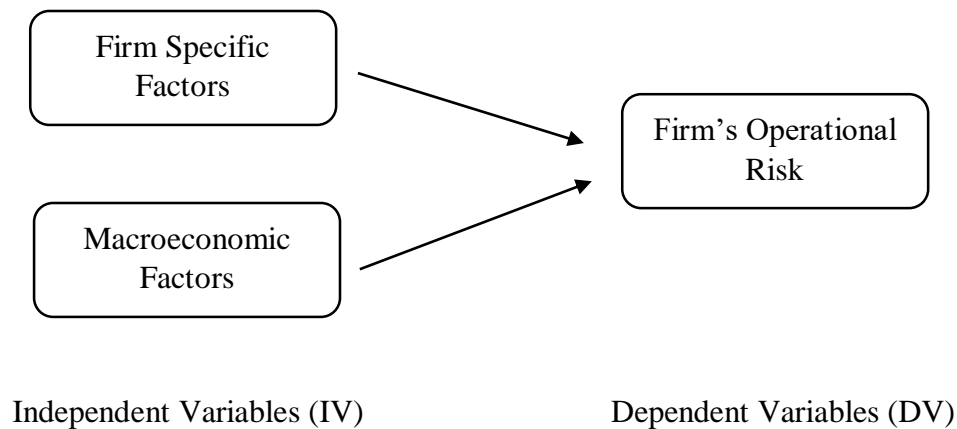 Firm Specific
Factors
Firm’s Operational
Risk
Macroeconomic
Factors
Independent Variables (IV)
Dependent Variables (DV)